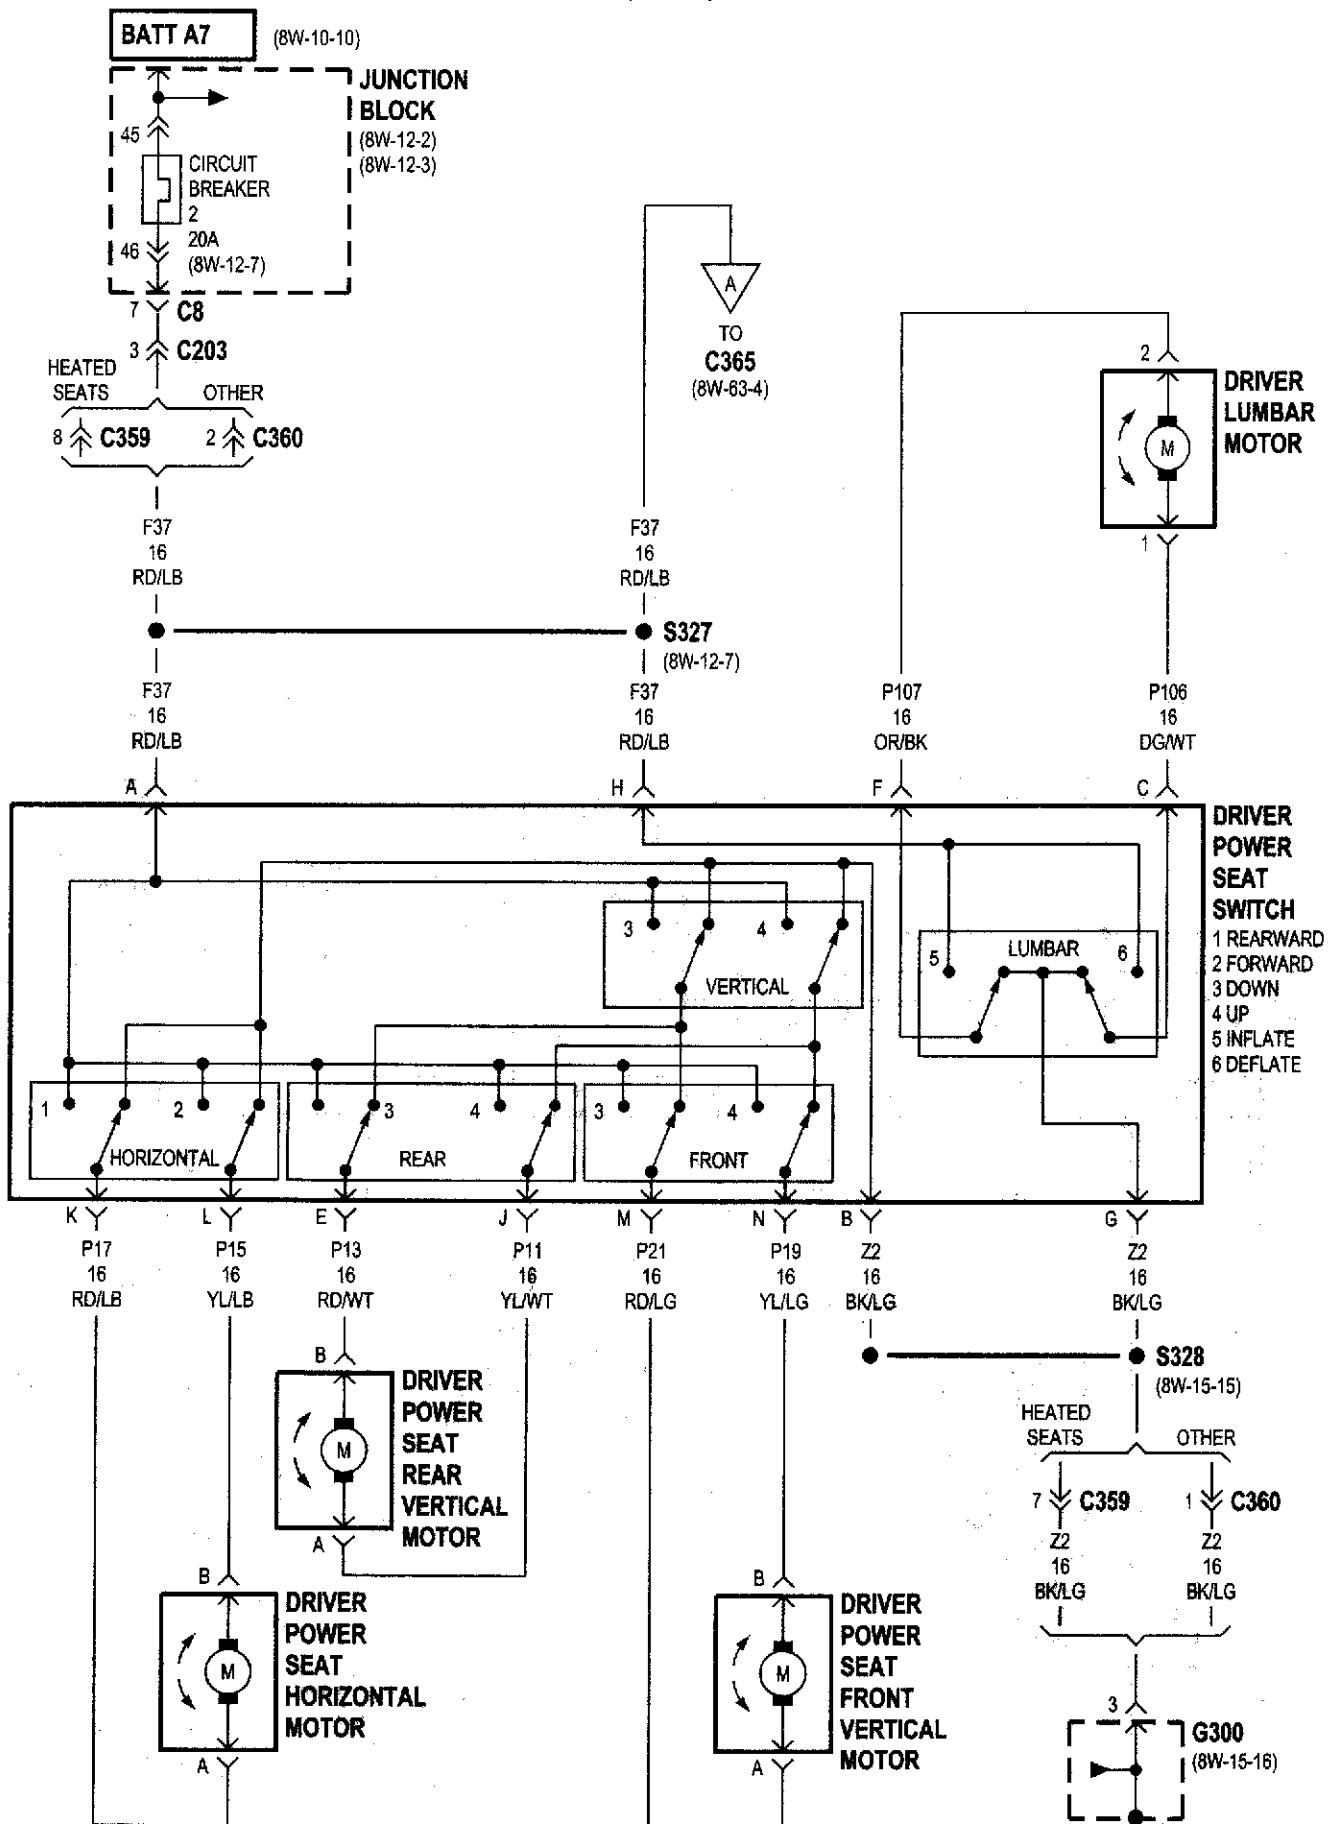 BATT A7
(8W-10-10)
JUNCTION
BLOCK
(8W-12-2)
(8W-12-3)
45
CIRCUIT
BREAKER
2
20A
(8W-12-7)
46
7
C8
3
C203
HEATED
SEATS
OTHER
8
C359
2
C360
A
TO
C365
(8W-63-4)
2
DRIVER
LUMBAR
MOTOR
M
1
F37
16
RD/LB
F37
16
RD/LB
S327
(8W-12-7)
F37
16
RD/LB
F37
16
RD/LB
P107
16
OR/BK
P106
16
DG/WT
A
H
F
C
DRIVER
POWER
SEAT
SWITCH
1 REARWARD
2 FORWARD
3 DOWN
4 UP
5 INFLATE
6 DEFLATE
3
4
VERTICAL
5
LUMBAR
6
1
2
HORIZONTAL
3
4
REAR
3
4
FRONT
K
L
E
J
M
N
B
G
P17
16
RD/LB
P15
16
YL/LB
P13
16
RD/WT
P11
16
YL/WT
P21
16
RD/LG
P19
16
YL/LG
Z2
16
BK/LG
Z2
16
BK/LG
S328
(8W-15-15)
B
DRIVER
POWER
SEAT
REAR
VERTICAL
MOTOR
M
A
HEATED
SEATS
OTHER
7
C359
1
C360
Z2
16
BK/LG
Z2
16
BK/LG
B
DRIVER
POWER
SEAT
HORIZONTAL
MOTOR
M
A
B
DRIVER
POWER
SEAT
FRONT
VERTICAL
MOTOR
M
A
3
G300
(8W-15-16)